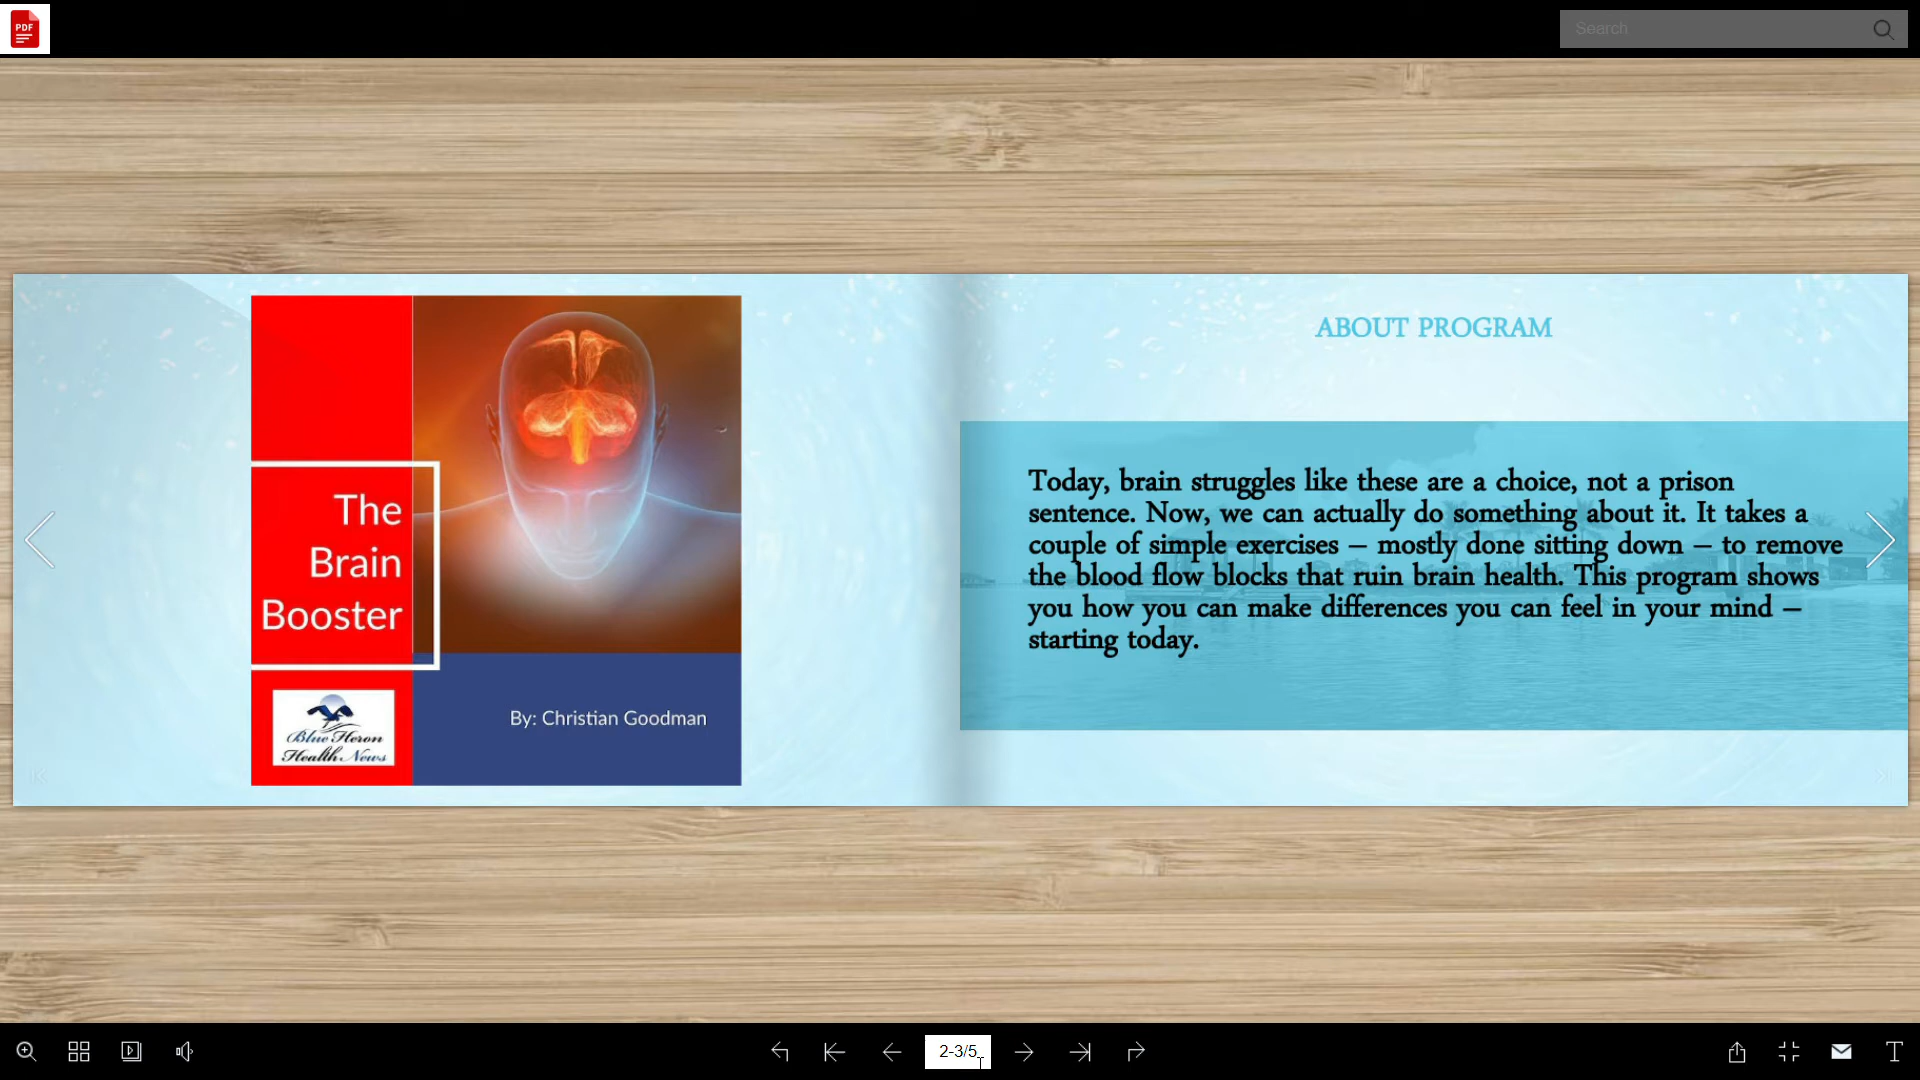 PDF
Search
The
Brain
Booster
By: Christian Goodman
Blue Heron
Health News
ABOUT PROGRAM
Today, brain struggles like these are a choice, not a prison
sentence. Now, we can actually do something about it. It takes a
couple of simple exercises – mostly done sitting down – to remove
the blood flow blocks that ruin brain health. This program shows
you how you can make differences you can feel in your mind –
starting today.
2-3/5